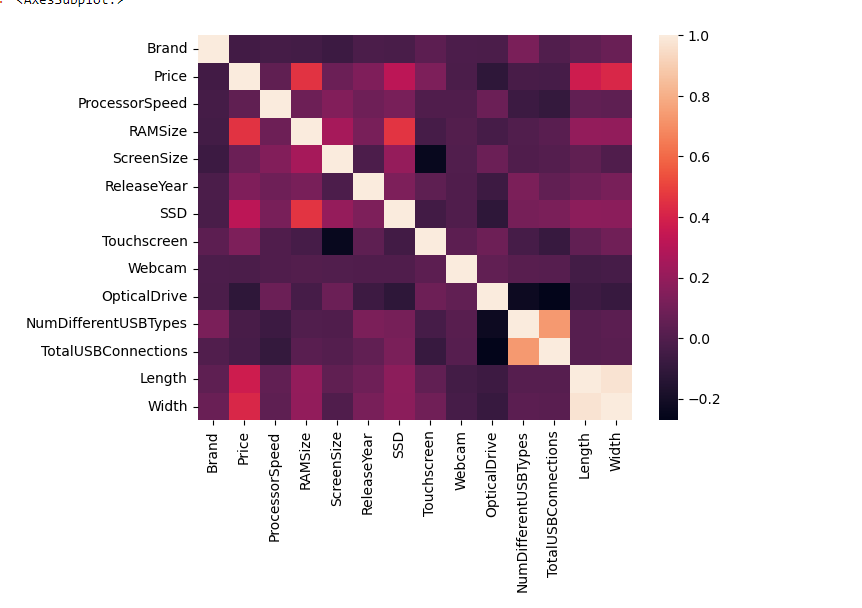 <AxesSubplot:>
Brand
Price
ProcessorSpeed
RAMSize
ScreenSize
ReleaseYear
SSD
Touchscreen
Webcam
OpticalDrive
NumDifferentUSBTypes
TotalUSBConnections
Length
Width
Brand
Price
ProcessorSpeed
RAMSize
ScreenSize
ReleaseYear
SSD
Touchscreen
Webcam
OpticalDrive
NumDifferentUSBTypes
TotalUSBConnections
Length
Width
1.0
0.8
0.6
0.4
0.2
0.0
−0.2